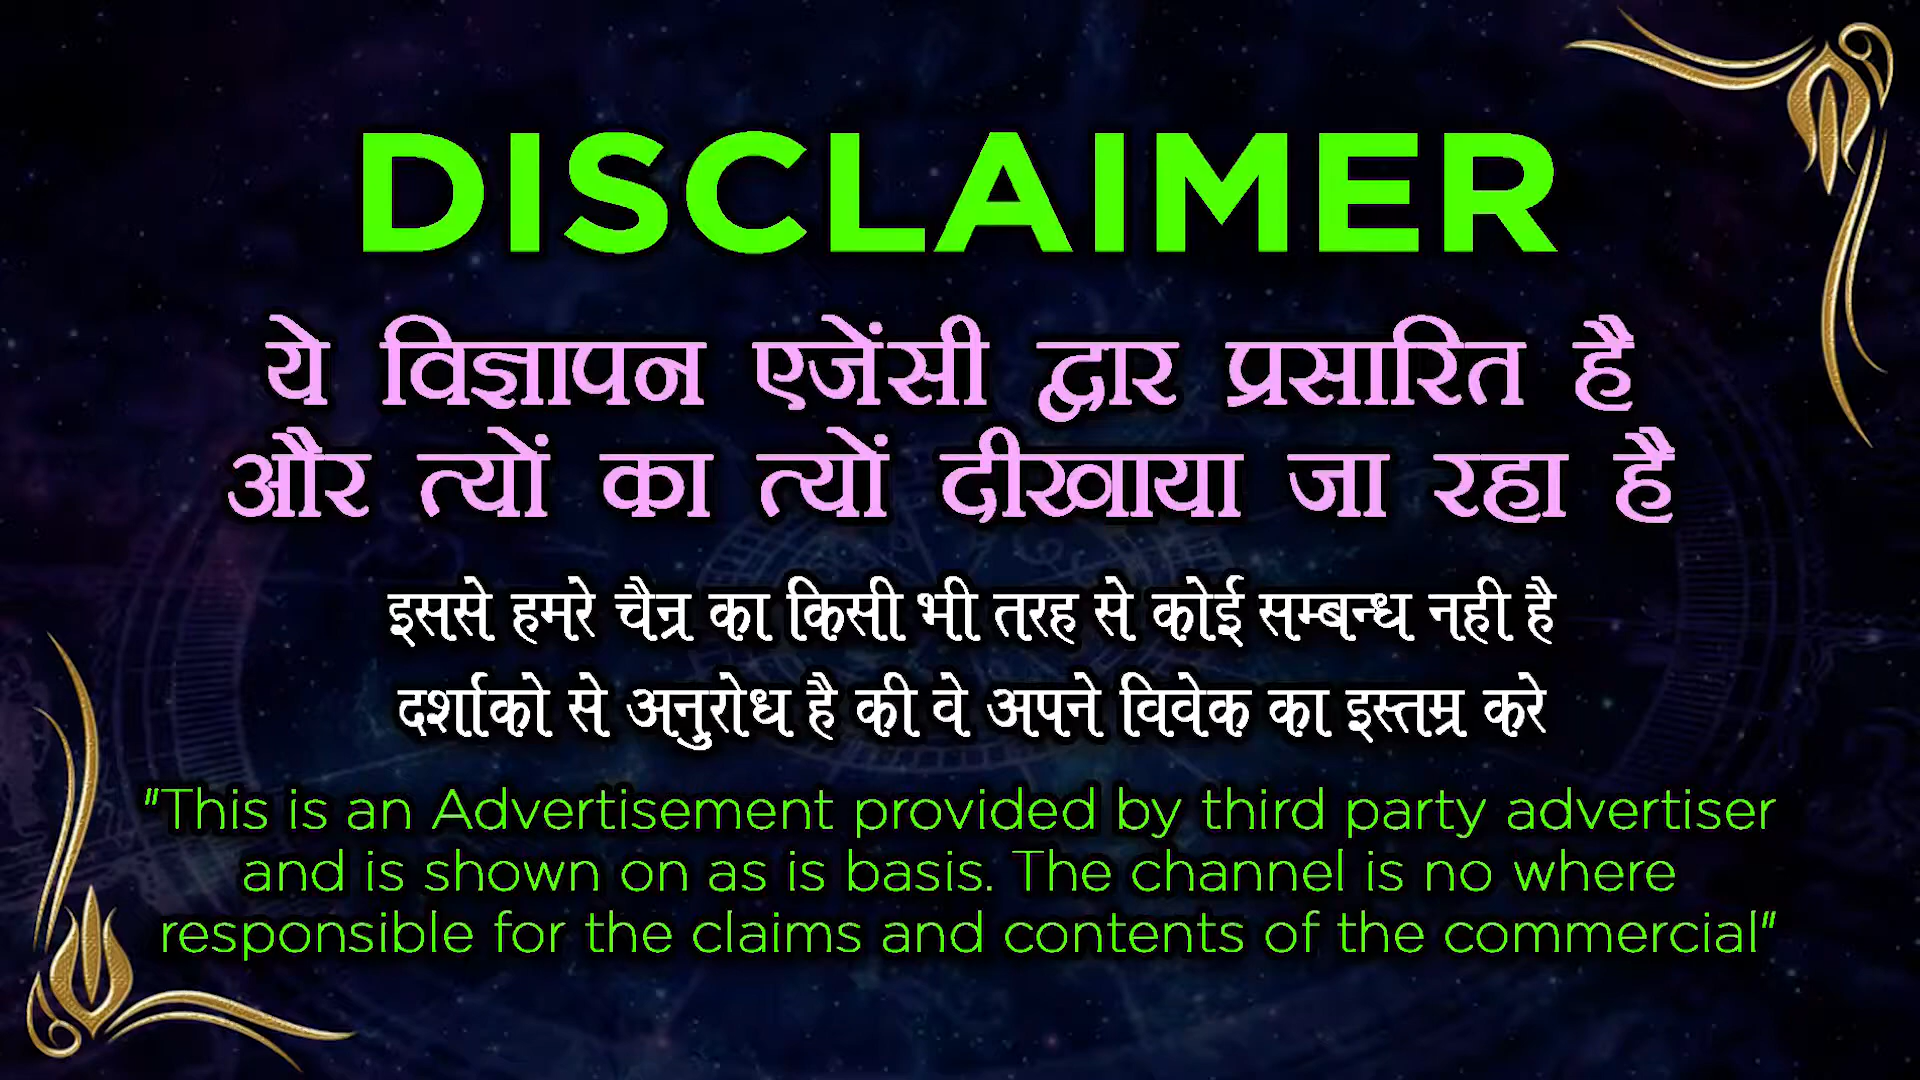 DISCLAIMER
ये विज्ञापन एजेंसी द्वार प्रसारित है
और त्यों का त्यों दीखाया जा रहा है
इससे हमरे चैन्र का किसी भी तरह से कोई सम्बन्ध नही है
दर्शाको से अनुरोध है की वे अपने विवेक का इस्तम्र करे
"This is an Advertisement provided by third party advertiser
and is shown on as is basis. The channel is no where
responsible for the claims and contents of the commercial"